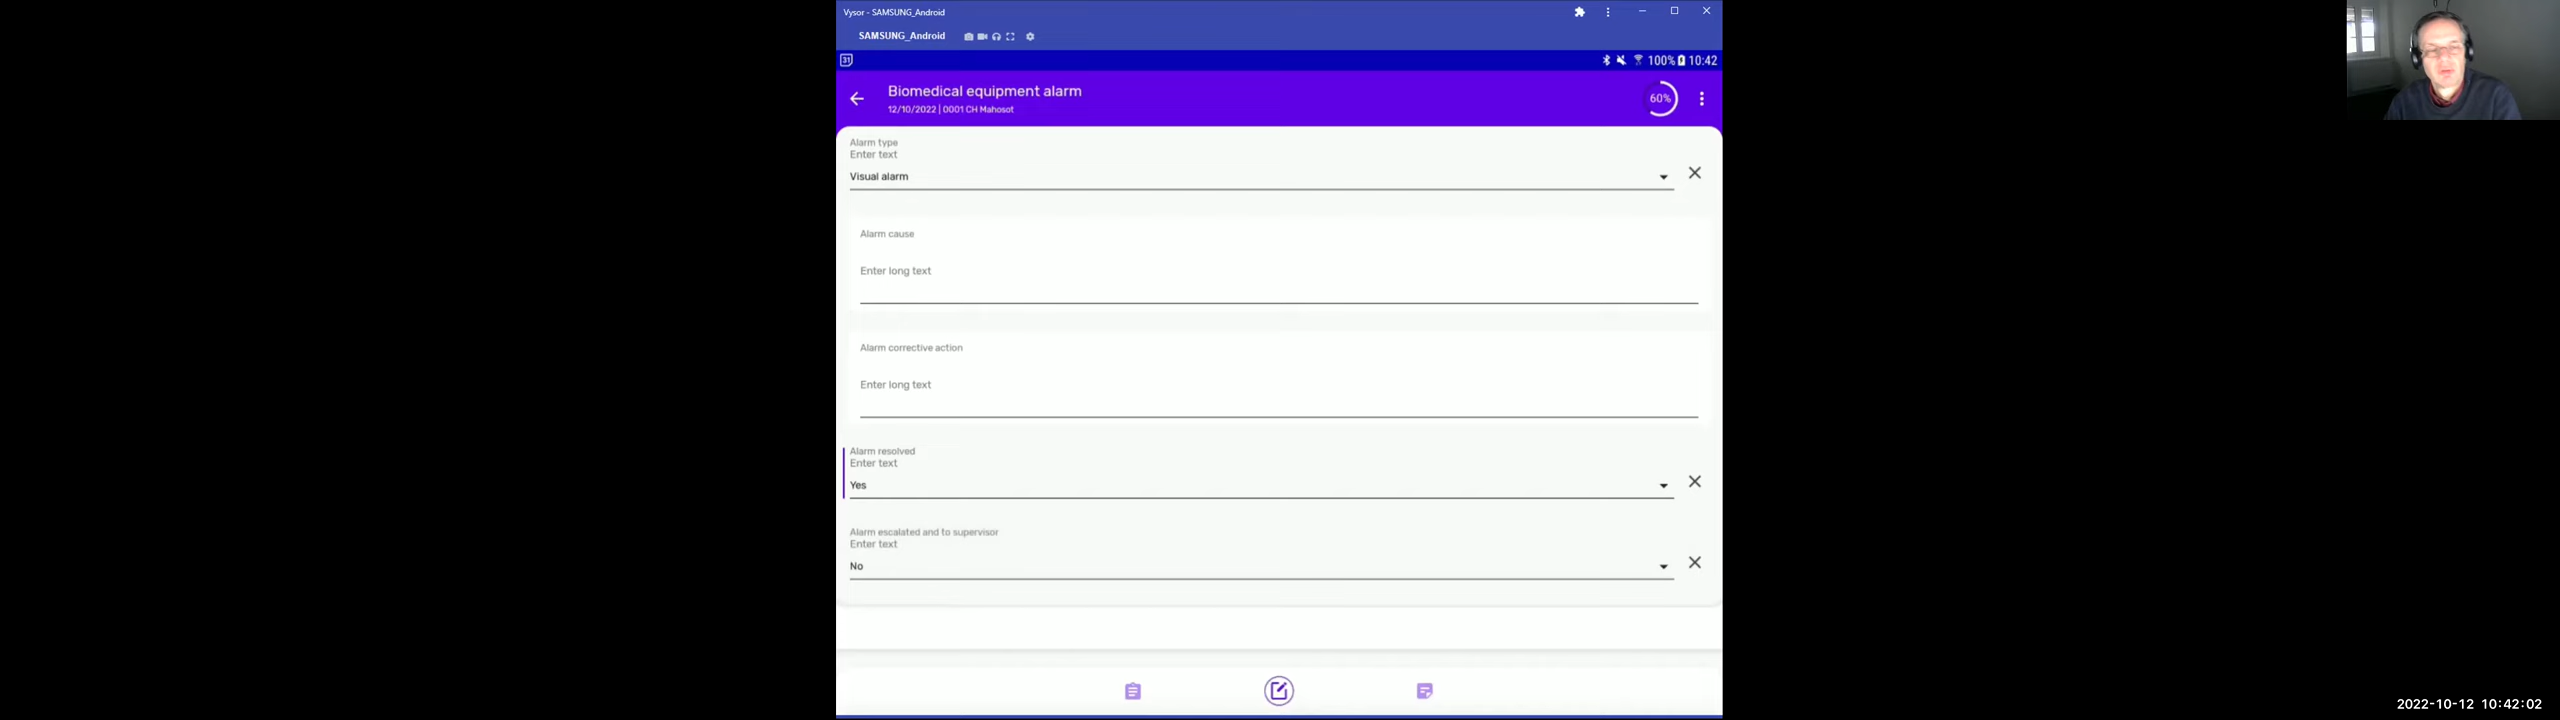 Vysor - SAMSUNG_Android
SAMSUNG_Android
31
100% 10:42
Biomedical equipment alarm
12/10/2022 | 0001 CH Mahosot
60%
Alarm type
Enter text
Visual alarm
Alarm cause
Enter long text
Alarm corrective action
Enter long text
Alarm resolved
Enter text
Yes
Alarm escalated and to supervisor
Enter text
No
2022-10-12 10:42:02